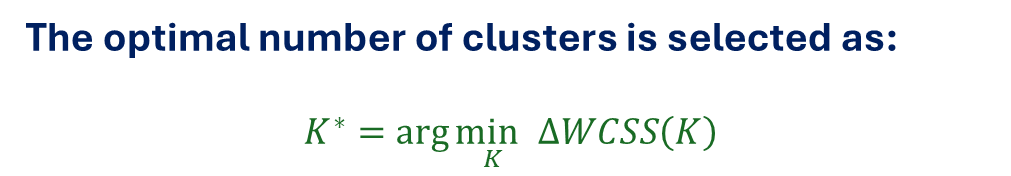 The optimal number of clusters is selected as:
K* = arg min ΔWCSS(K)
K